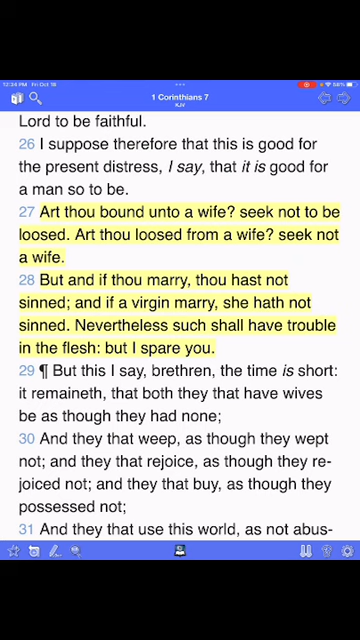 12:34 PM Fri Oct 18
56%
1 Corinthians 7
KJV
Lord to be faithful.
26 I suppose therefore that this is good for
the present distress, I say, that it is good for
a man so to be.
27 Art thou bound unto a wife? seek not to be
loosed. Art thou loosed from a wife? seek not
a wife.
28 But and if thou marry, thou hast not
sinned; and if a virgin marry, she hath not
sinned. Nevertheless such shall have trouble
in the flesh: but I spare you.
29 ¶ But this I say, brethren, the time is short:
it remaineth, that both they that have wives
be as though they had none;
30 And they that weep, as though they wept
not; and they that rejoice, as though they re-
joiced not; and they that buy, as though they
possessed not;
31 And they that use this world, as not abus-